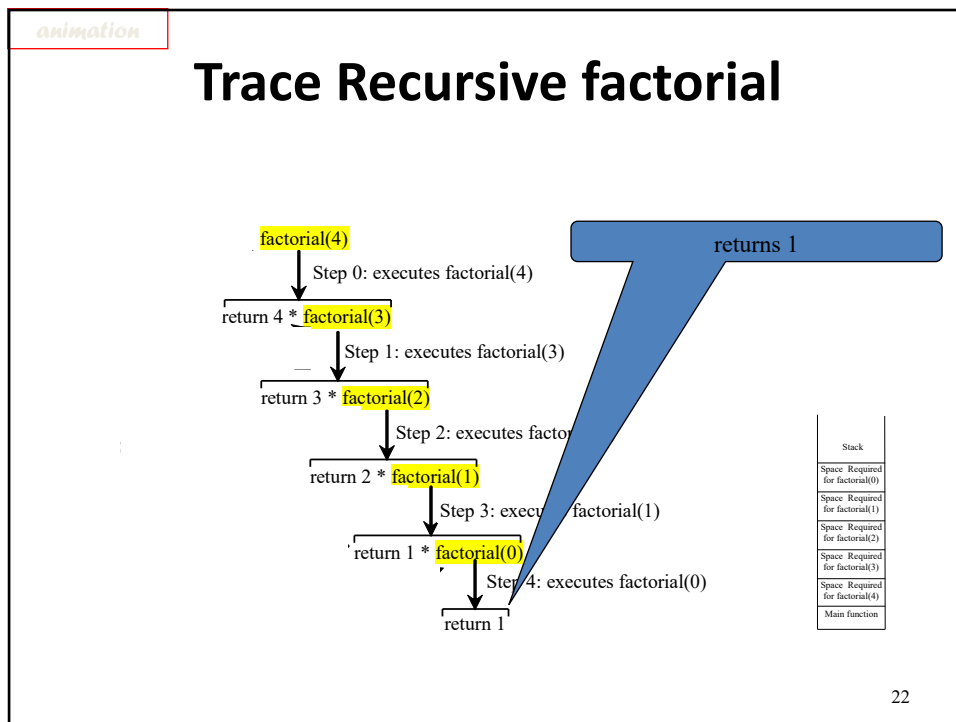 animation
Trace Recursive factorial
factorial(4)
returns 1
Step 0: executes factorial(4)
return 4 * factorial(3)
Step 1: executes factorial(3)
return 3 * factorial(2)
Step 2: executes
return 2 * factorial(1)
Step 3: factorial(1)
return 1 * factorial(0)
Step 4: executes factorial(0)
return 1
Stack
Space Required
for factorial(0)
Space Required
for factorial(1)
Space Required
for factorial(2)
Space Required
for factorial(3)
Space Required
for factorial(4)
Main function
22